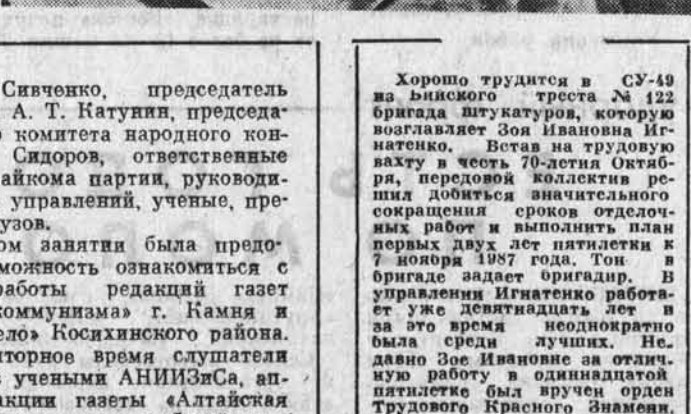 Сивченко, председатель
А. Т. Катунин, председа-
комитета народного кон-
Сидоров, ответственные
айкома партии, руководи-
управлений, ученые, пре-
узов.
ом занятии была предо-
можность ознакомиться с
работы редакций газет
коммунизма» г. Камня и
ело» Косихинского района.
торное время слушатели
учеными АНИИЗиСа, ап-
акции газеты «Алтайская
Хорошо трудится в СУ-49
из Бийского треста № 122
бригада штукатуров, которую
возглавляет Зоя Ивановна Иг-
натенко. Встав на трудовую
вахту в честь 70-летия Октяб-
ря, передовой коллектив ре-
шил добиться значительного
сокращения сроков отделоч-
ных работ и выполнить план
первых двух лет пятилетки к
7 ноября 1987 года. Тон в
бригаде задает бригадир. В
управлении Игнатенко работа-
ет уже девятнадцать лет и
за это время неоднократно
была среди лучших. Не-
давно Зое Ивановне за отлич-
ную работу в одиннадцатой
пятилетке был вручен орден
Трудового Красного Знамени.